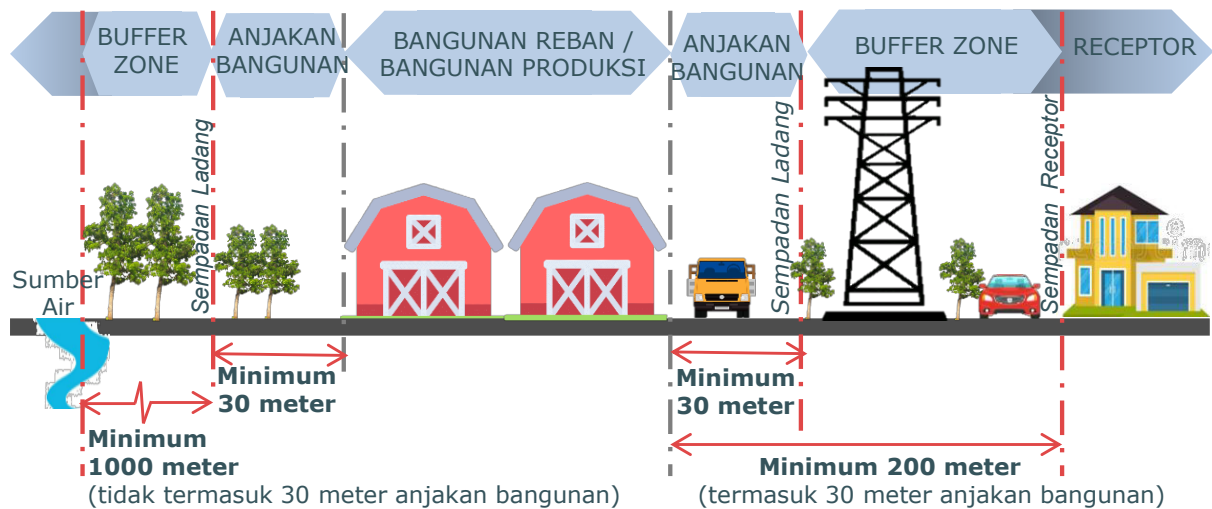 BUFFER
ZONE
ANJAKAN
BANGUNAN
BANGUNAN REBAN /
BANGUNAN PRODUKSI
ANJAKAN
BANGUNAN
BUFFER ZONE
RECEPTOR
Sempadan Ladang
Sempadan Ladang
Sempadan Receptor
Sumber
Air
Minimum
30 meter
Minimum
30 meter
Minimum
1000 meter
(tidak termasuk 30 meter anjakan bangunan)
Minimum 200 meter
(termasuk 30 meter anjakan bangunan)